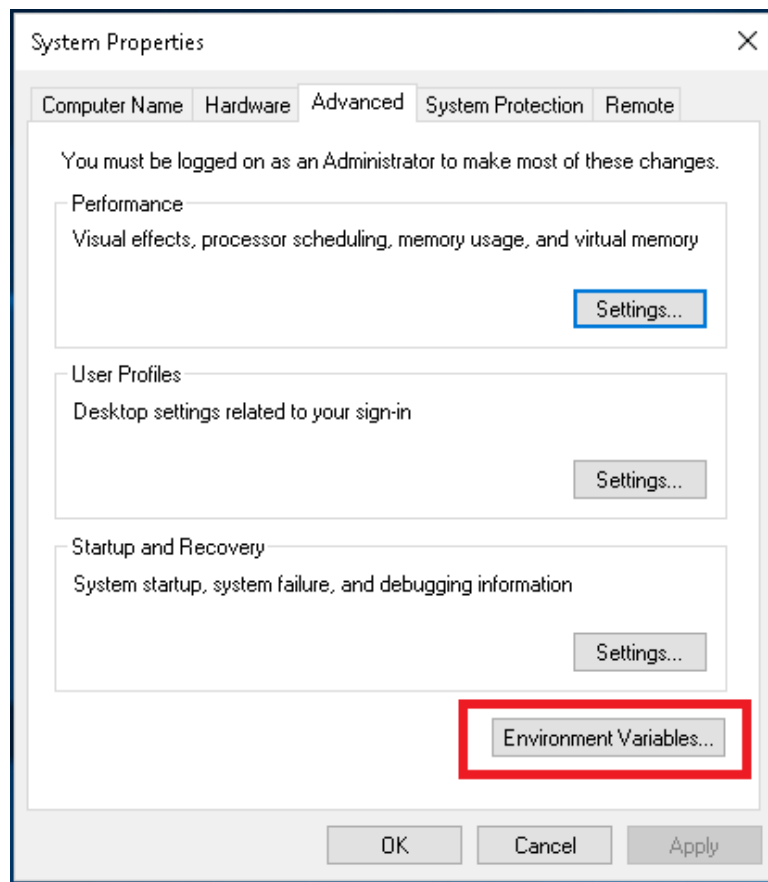 System Properties
Computer Name Hardware Advanced System Protection Remote
You must be logged on as an Administrator to make most of these changes.
Performance
Visual effects, processor scheduling, memory usage, and virtual memory
Settings...
User Profiles
Desktop settings related to your sign-in
Settings...
Startup and Recovery
System startup, system failure, and debugging information
Settings...
Environment Variables...
OK Cancel Apply